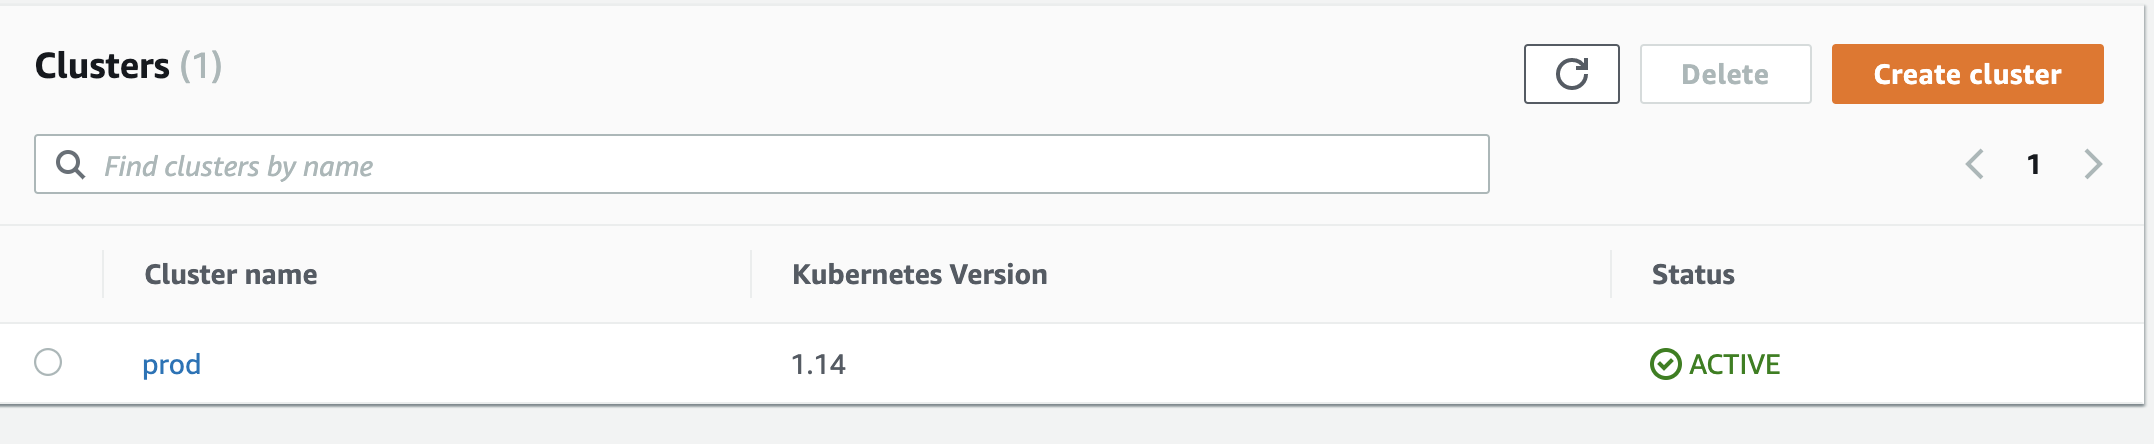 Clusters (1)
Delete
Create cluster
Find clusters by name
1
Cluster name Kubernetes Version Status
prod 1.14 ACTIVE